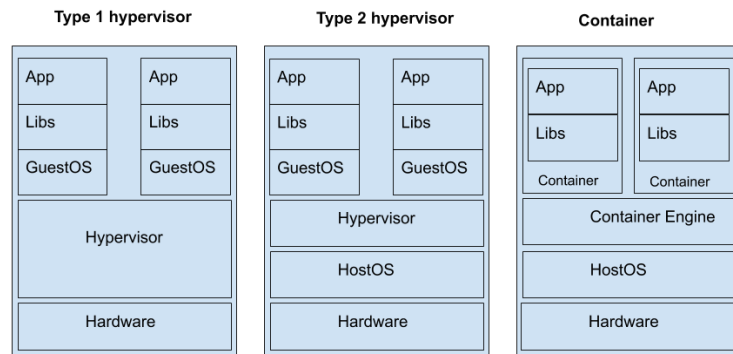 Type 1 hypervisor
App
App
Libs
Libs
GuestOS
GuestOS
Hypervisor
Hardware
Type 2 hypervisor
App
App
Libs
Libs
GuestOS
GuestOS
Hypervisor
HostOS
Hardware
Container
App
App
Libs
Libs
Container
Container
Container Engine
HostOS
Hardware